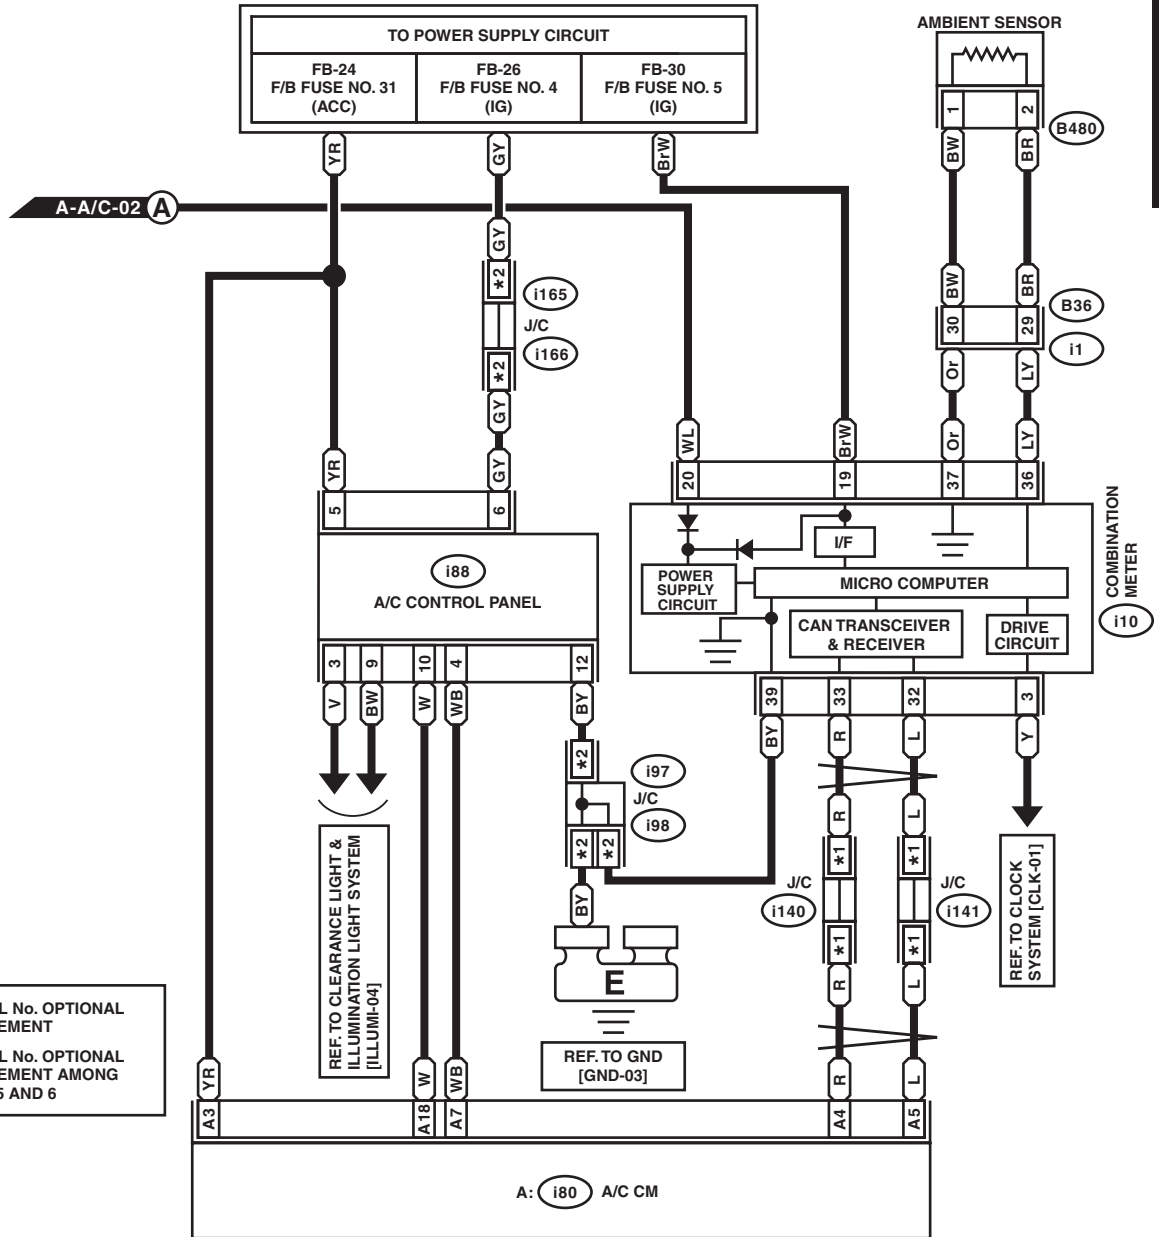 TO POWER SUPPLY CIRCUIT
FB-24
F/B FUSE NO. 31
(ACC)
FB-26
F/B FUSE NO. 4
(IG)
FB-30
F/B FUSE NO. 5
(IG)
AMBIENT SENSOR
1
2
B480
YR
GY
BrW
BW
BR
A-A/C-02
A
GY
*2
i165
J/C
i166
*2
GY
BW
BR
30
29
B36
i1
Or
LY
YR
GY
WL
BrW
Or
LY
5
6
20
19
37
36
i88
A/C CONTROL PANEL
I/F
POWER
SUPPLY
CIRCUIT
MICRO COMPUTER
CAN TRANSCEIVER
& RECEIVER
DRIVE
CIRCUIT
COMBINATION
METER
i10
3
9
10
4
12
39
33
32
3
V
BW
W
WB
BY
BY
R
L
Y
*2
i97
J/C
i98
*2
*2
BY
R
L
*1
*1
J/C
i140
J/C
i141
*1
*1
R
L
REF. TO CLEARANCE LIGHT &
ILLUMINATION LIGHT SYSTEM
[ILLUMI-04]
REF. TO CLOCK
SYSTEM [CLK-01]
E
REF. TO GND
[GND-03]
L No. OPTIONAL
EMENT
L No. OPTIONAL
EMENT AMONG
5 AND 6
YR
W
WB
R
L
A3
A18
A7
A4
A5
A:
i80
A/C CM